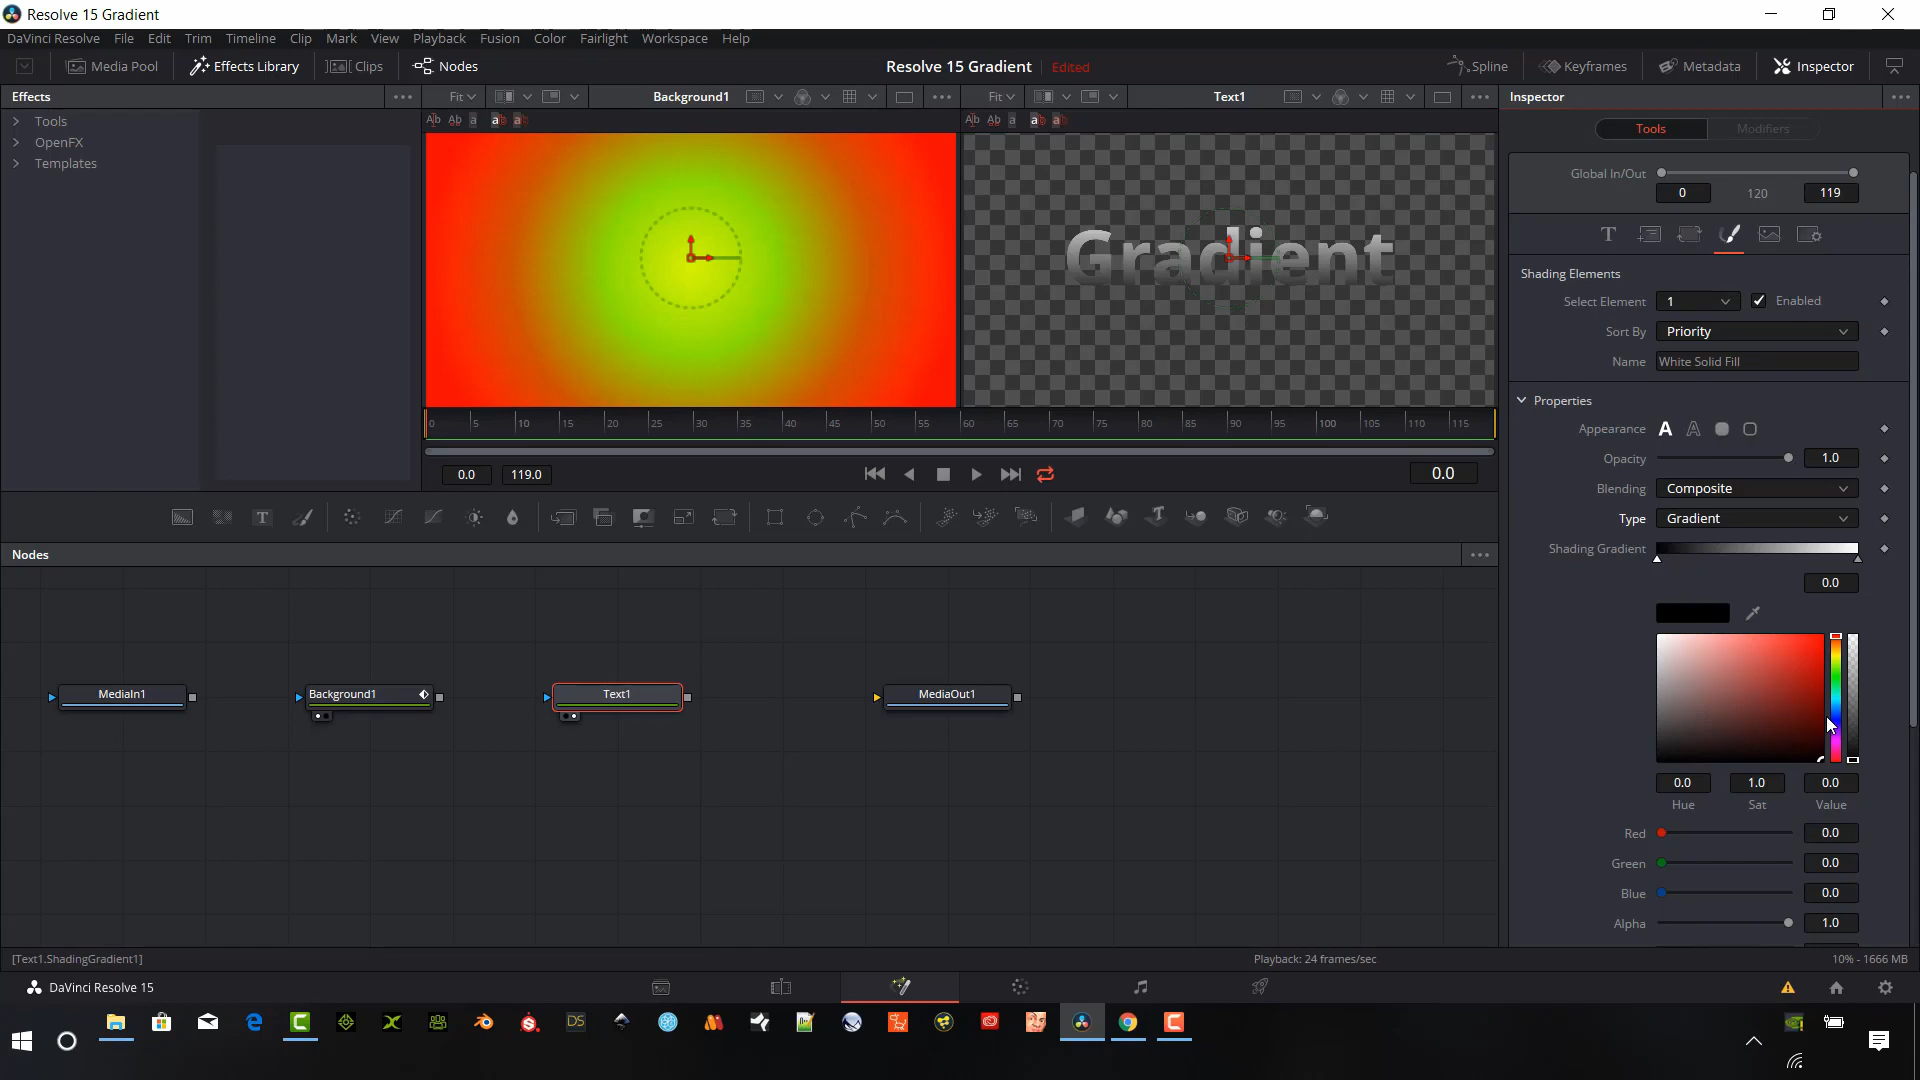 Resolve 15 Gradient
DaVinci Resolve File Edit Trim Timeline Clip Mark View Playback Fusion Color Fairlight Workspace Help
Media Pool Effects Library Clips Nodes Resolve 15 Gradient Edited Spline Keyframes Metadata Inspector
Effects Fit Background1 Fit Text1 Inspector
Tools
OpenFX
Templates
Gradient
Tools Modifiers
Global In/Out
0 120 119
Shading Elements
Select Element 1 Enabled
Sort By Priority
Name White Solid Fill
Properties
Appearance A A
Opacity 1.0
Blending Composite
Type Gradient
Shading Gradient
0.0
0.0 1.0 0.0
Hue Sat Value
Red 0.0
Green 0.0
Blue 0.0
Alpha 1.0
0 5 10 15 20 25 30 35 40 45 50 55 60 65 70 75 80 85 90 95 100 105 110 115
0.0 119.0 0.0
Nodes
MediaIn1 Background1 Text1 MediaOut1
[Text1.ShadingGradient1] Playback: 24 frames/sec 10% - 1666 MB
DaVinci Resolve 15
DS